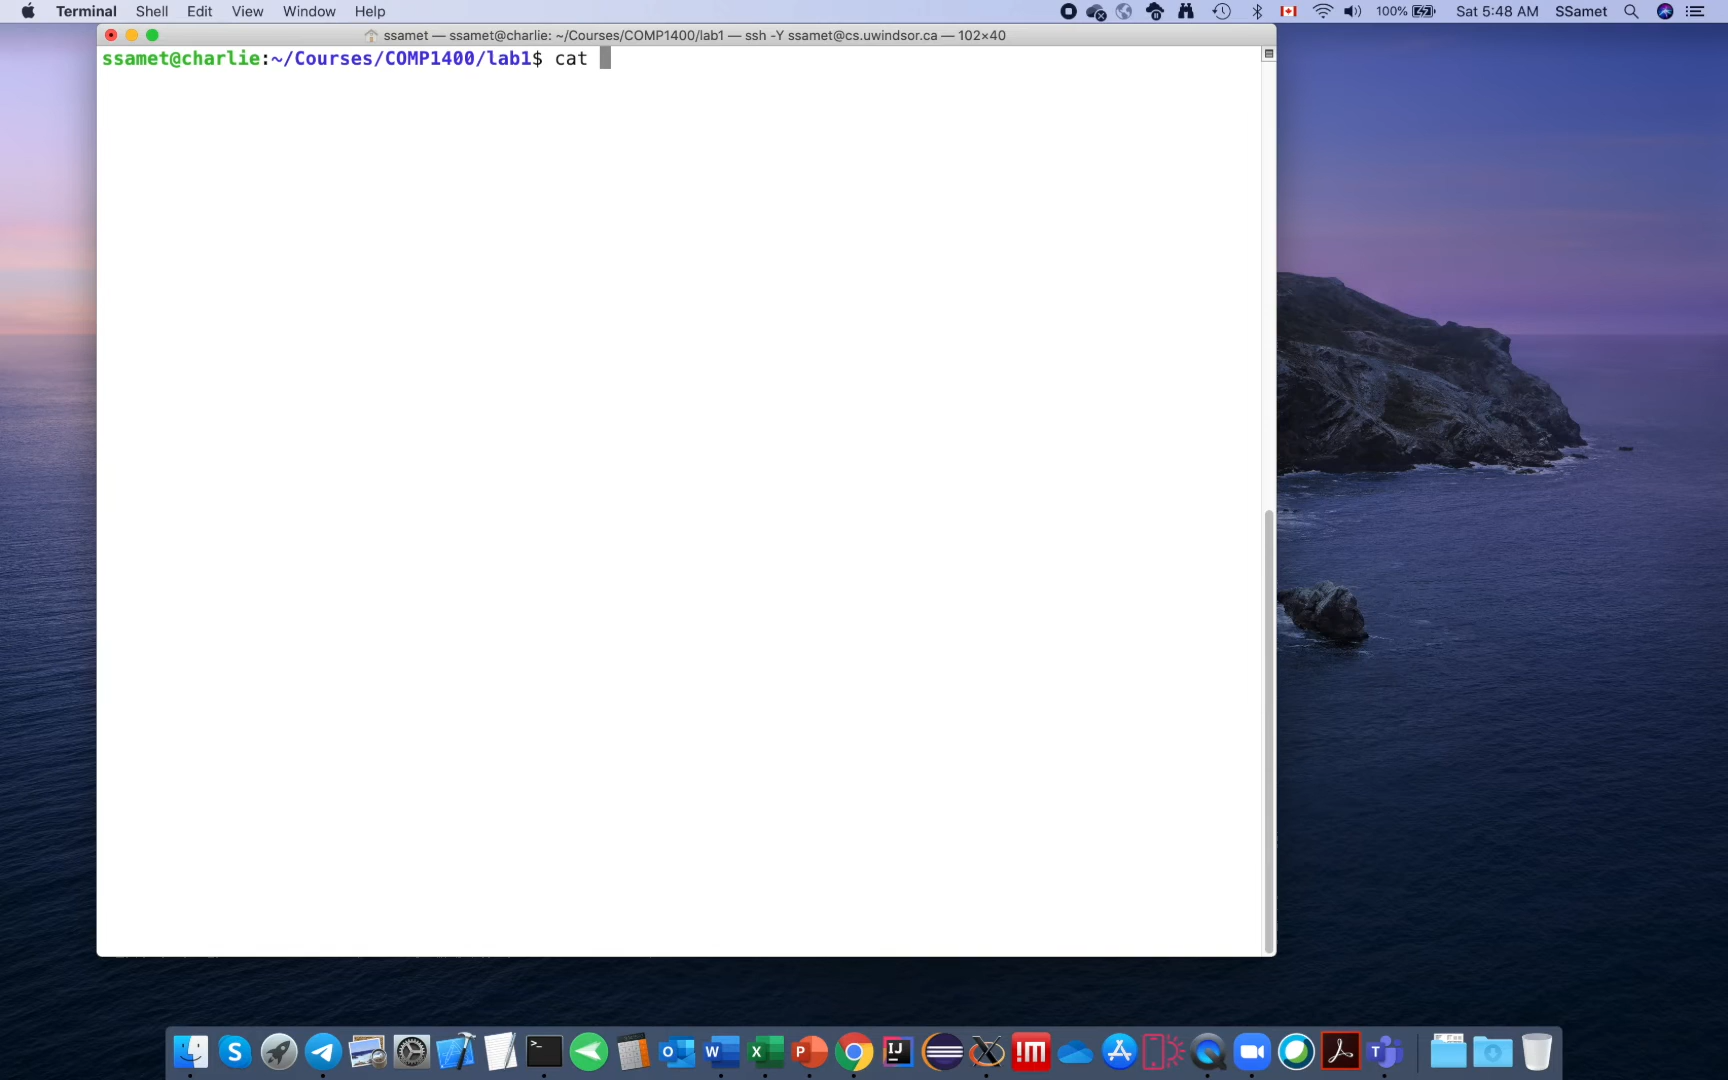 Terminal Shell Edit View Window Help 100% Sat 5:48 AM SSamet
ssamet — ssamet@charlie: ~/Courses/COMP1400/lab1 — ssh -Y ssamet@cs.uwindsor.ca — 102×40
ssamet@charlie:~/Courses/COMP1400/lab1$ cat